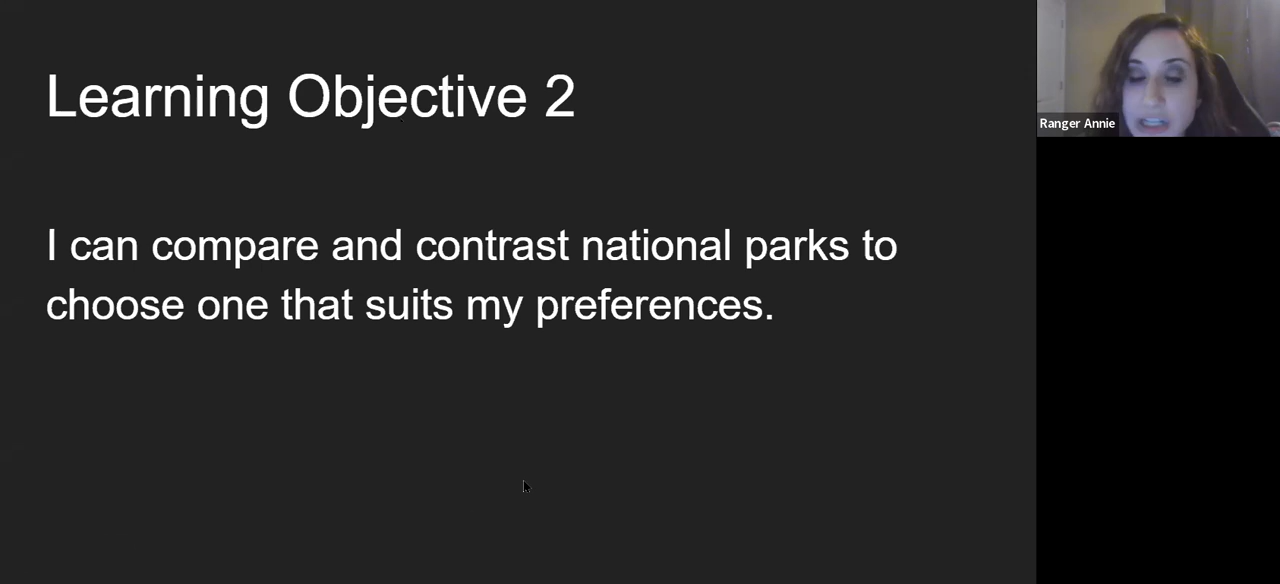 Learning Objective 2
I can compare and contrast national parks to
choose one that suits my preferences.
Ranger Annie